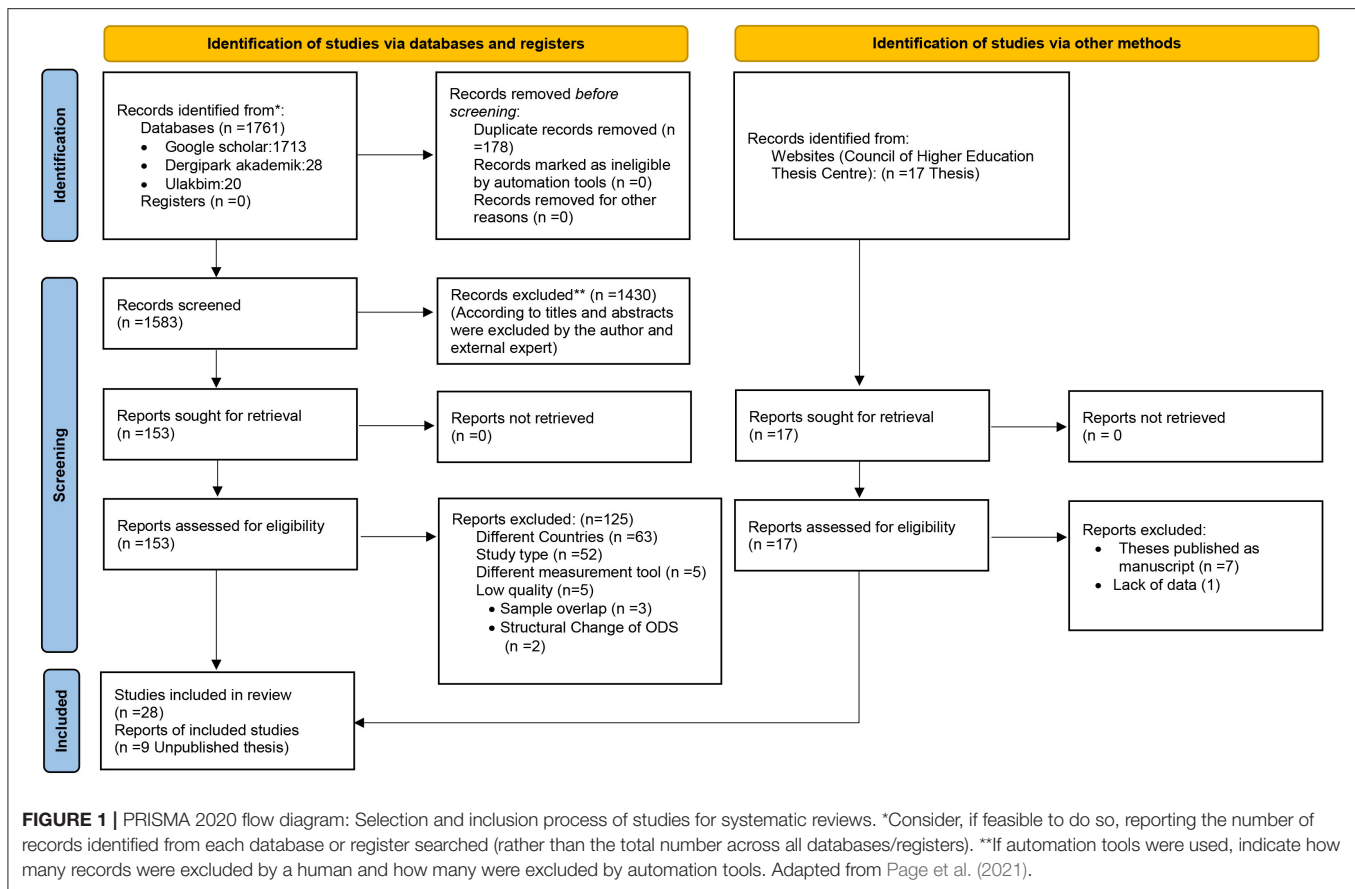 Identification of studies via databases and registers
Identification of studies via other methods
Identification
Records identified from*:
Databases (n =1761)
• Google scholar:1713
• Dergipark akademik:28
• Ulakbim:20
Registers (n =0)
Records removed before
screening:
Duplicate records removed (n
=178)
Records marked as ineligible
by automation tools (n =0)
Records removed for other
reasons (n =0)
Records identified from:
Websites (Council of Higher Education
Thesis Centre): (n =17 Thesis)
Screening
Records screened
(n =1583)
Records excluded** (n =1430)
(According to titles and abstracts
were excluded by the author and
external expert)
Reports sought for retrieval
(n =153)
Reports not retrieved
(n =0)
Reports sought for retrieval
(n =17)
Reports not retrieved
(n = 0
Reports assessed for eligibility
(n =153)
Reports excluded: (n=125)
Different Countries (n =63)
Study type (n =52)
Different measurement tool (n =5)
Low quality (n=5)
• Sample overlap (n =3)
• Structural Change of ODS
(n =2)
Reports assessed for eligibility
(n =17)
Reports excluded:
• Theses published as
manuscript (n =7)
• Lack of data (1)
Included
Studies included in review
(n =28)
Reports of included studies
(n =9 Unpublished thesis)
FIGURE 1 | PRISMA 2020 flow diagram: Selection and inclusion process of studies for systematic reviews. *Consider, if feasible to do so, reporting the number of
records identified from each database or register searched (rather than the total number across all databases/registers). **If automation tools were used, indicate how
many records were excluded by a human and how many were excluded by automation tools. Adapted from Page et al. (2021).